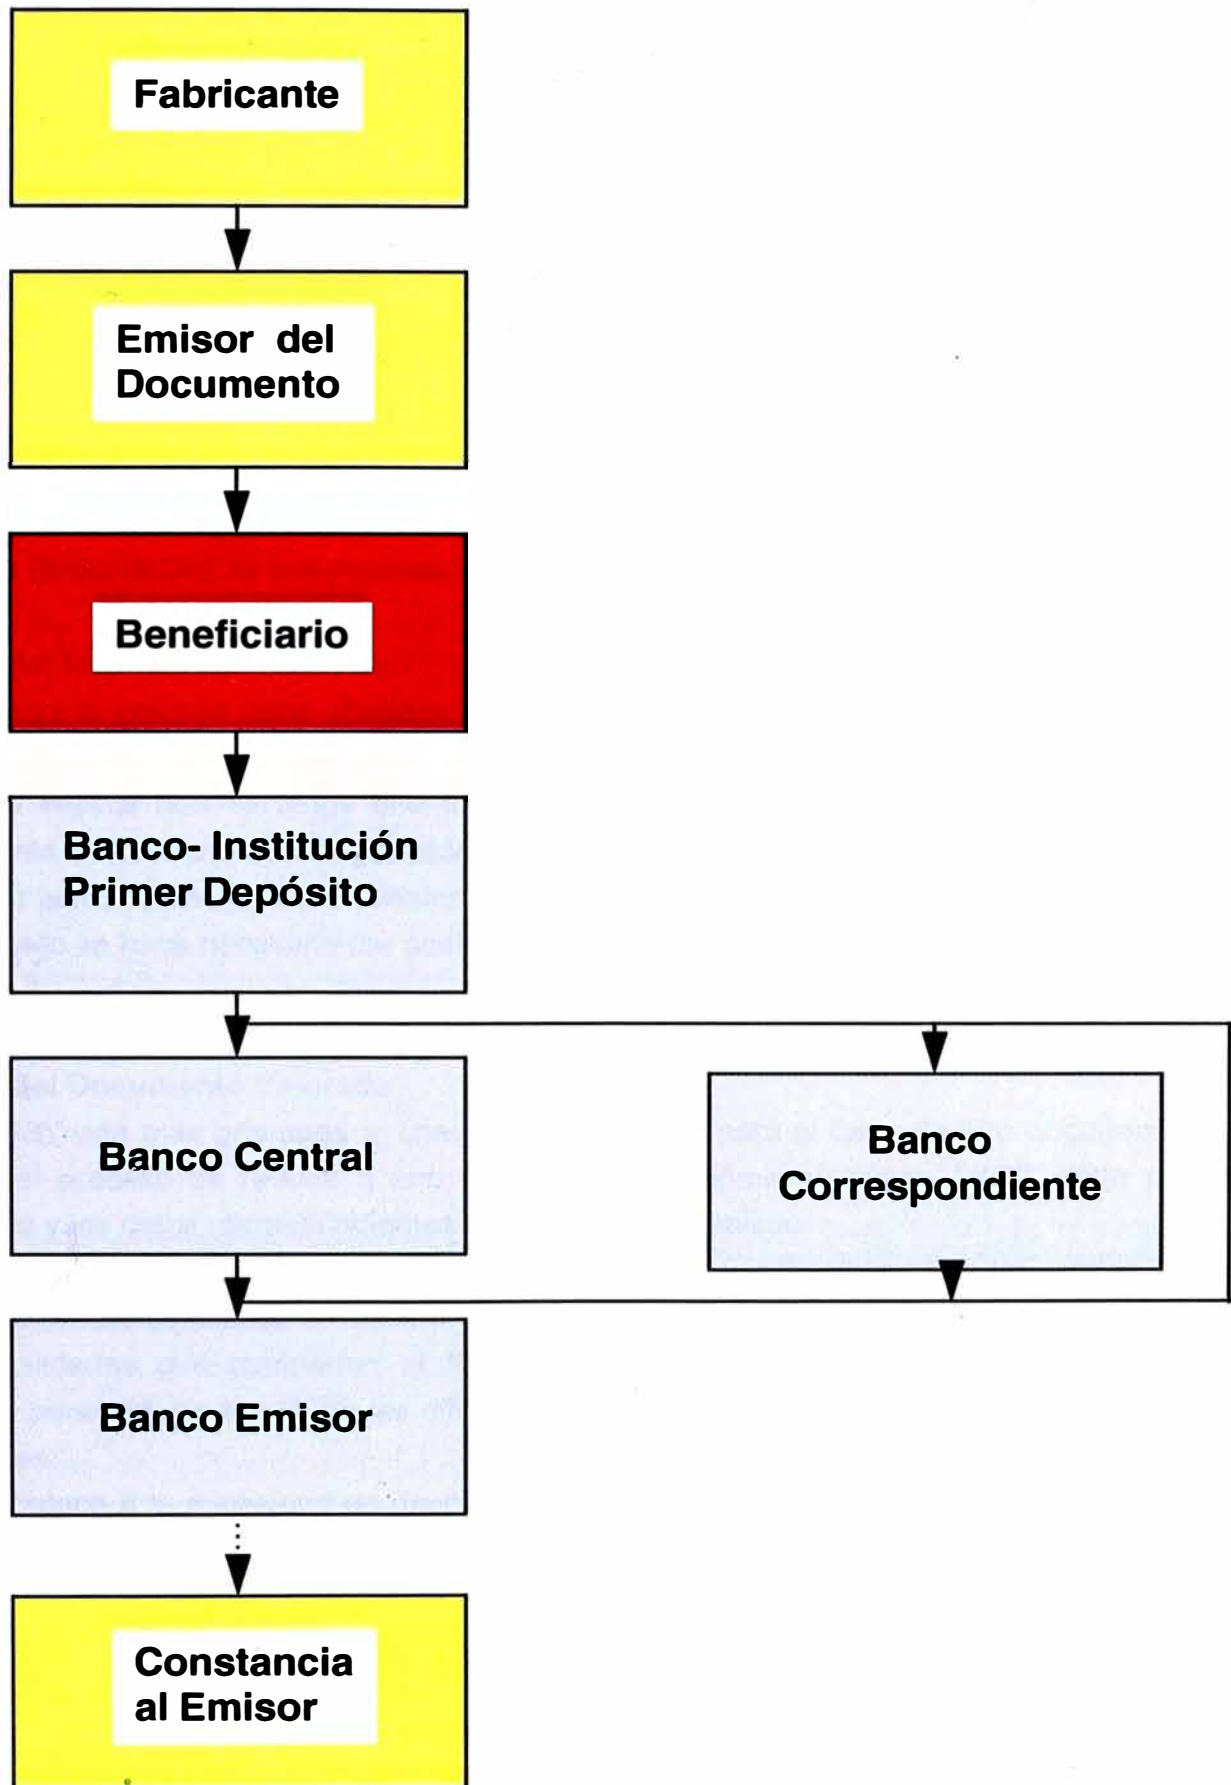 Fabricante
Emisor del
Documento
Beneficiario
Banco- Institución
Primer Depósito
Banco Central
Banco
Correspondiente
Banco Emisor
Constancia
al Emisor